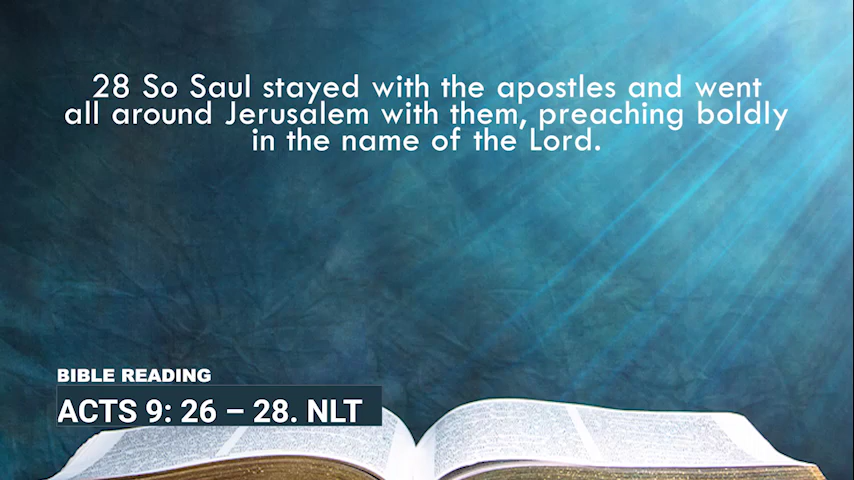 28 So Saul stayed with the apostles and went
all around Jerusalem with them, preaching boldly
in the name of the Lord.
BIBLE READING
ACTS 9: 26 – 28. NLT